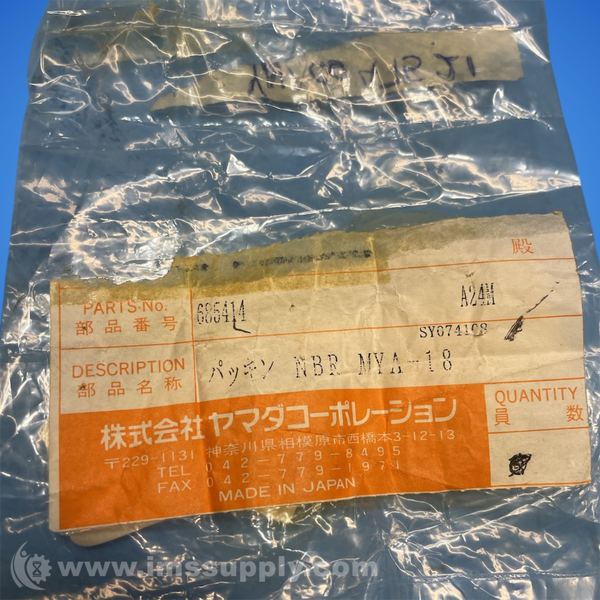 殿
PARTS-No.
部品番号
685414
A24M
SY074108
DESCRIPTION
部品名称
パッキン NBR MYA-18
株式会社 ヤマダコーポレーション
〒229-1131 神奈川県相模原市西橋本3-12-13
TEL 042-779-8495
FAX 042-779-1971
MADE IN JAPAN
QUANTITY
員 数
www.imssupply.com